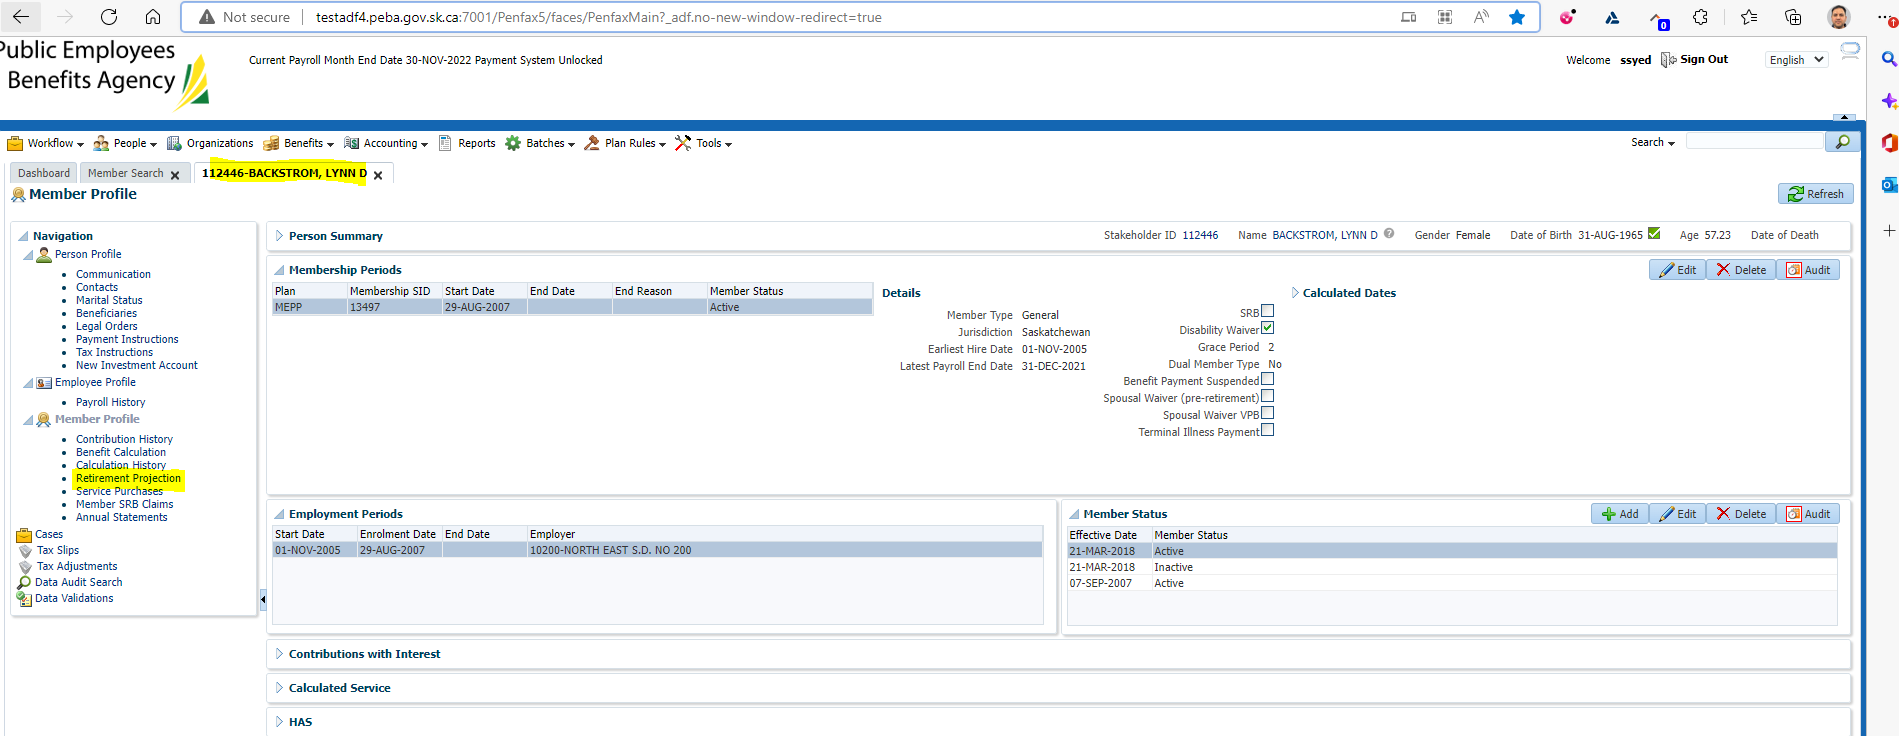 Not secure | testadf4.peba.gov.sk.ca:7001/Penfax5/faces/PenfaxMain?_adf.no-new-window-redirect=true
0
Public Employees
Benefits Agency
Current Payroll Month End Date 30-NOV-2022 Payment System Unlocked
Welcome ssyed Sign Out English
Workflow People Organizations Benefits Accounting Reports Batches Plan Rules Tools Search
Dashboard Member Search 112446-BACKSTROM, LYNN D
Member Profile
Refresh
Navigation
Person Profile
Communication
Contacts
Marital Status
Beneficiaries
Legal Orders
Payment Instructions
Tax Instructions
New Investment Account
Employee Profile
Payroll History
Member Profile
Contribution History
Benefit Calculation
Calculation History
Retirement Projection
Service Purchases
Member SRB Claims
Annual Statements
Cases
Tax Slips
Tax Adjustments
Data Audit Search
Data Validations
Person Summary Stakeholder ID 112446 Name BACKSTROM, LYNN D Gender Female Date of Birth 31-AUG-1965 Age 57.23 Date of Death
Membership Periods Edit Delete Audit
Plan Membership SID Start Date End Date End Reason Member Status
MEPP 13497 29-AUG-2007 Active
Details
Member Type General
Jurisdiction Saskatchewan
Earliest Hire Date 01-NOV-2005
Latest Payroll End Date 31-DEC-2021
SRB
Disability Waiver
Grace Period 2
Dual Member Type No
Benefit Payment Suspended
Spousal Waiver (pre-retirement)
Spousal Waiver VPB
Terminal Illness Payment
Calculated Dates
Employment Periods
Start Date Enrolment Date End Date Employer
01-NOV-2005 29-AUG-2007 10200-NORTH EAST S.D. NO 200
Member Status Add Edit Delete Audit
Effective Date Member Status
21-MAR-2018 Active
21-MAR-2018 Inactive
07-SEP-2007 Active
Contributions with Interest
Calculated Service
HAS